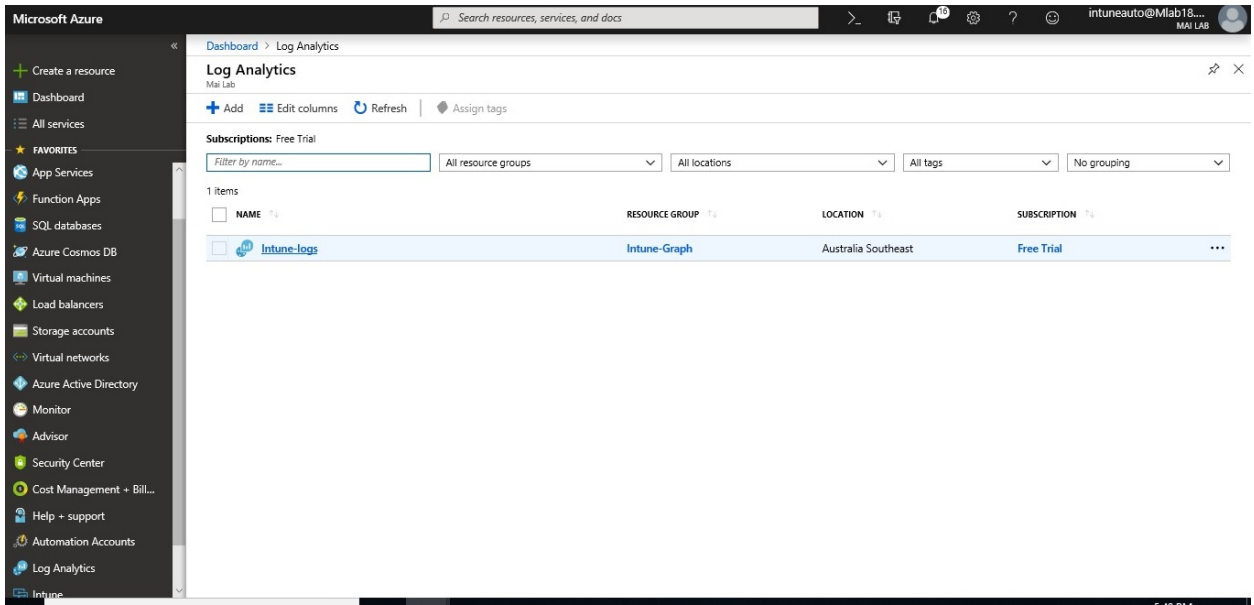 Microsoft Azure
Search resources, services, and docs
16
intuneauto@Mlab18....
MAI LAB
Create a resource
Dashboard
All services
FAVORITES
App Services
Function Apps
SQL databases
Azure Cosmos DB
Virtual machines
Load balancers
Storage accounts
Virtual networks
Azure Active Directory
Monitor
Advisor
Security Center
Cost Management + Bill...
Help + support
Automation Accounts
Log Analytics
Intune
Dashboard > Log Analytics
Log Analytics
Mai Lab
Add Edit columns Refresh Assign tags
Subscriptions: Free Trial
Filter by name... All resource groups All locations All tags No grouping
1 items
NAME RESOURCE GROUP LOCATION SUBSCRIPTION
Intune-logs Intune-Graph Australia Southeast Free Trial